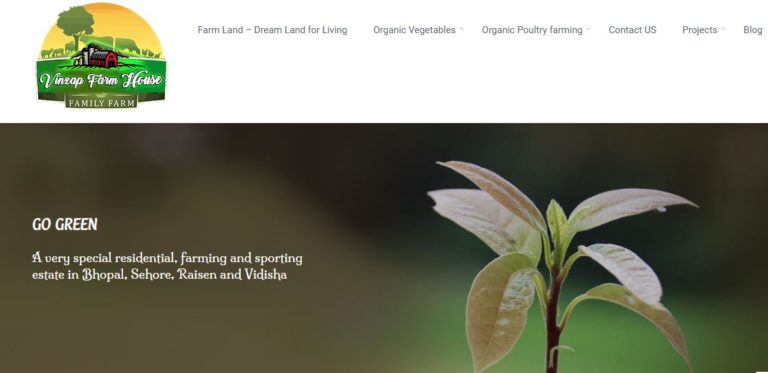 Vinzap Farm House
FAMILY FARM
Farm Land – Dream Land for Living Organic Vegetables Organic Poultry farming Contact US Projects Blog
GO GREEN
A very special residential, farming and sporting
estate in Bhopal, Sehore, Raisen and Vidisha